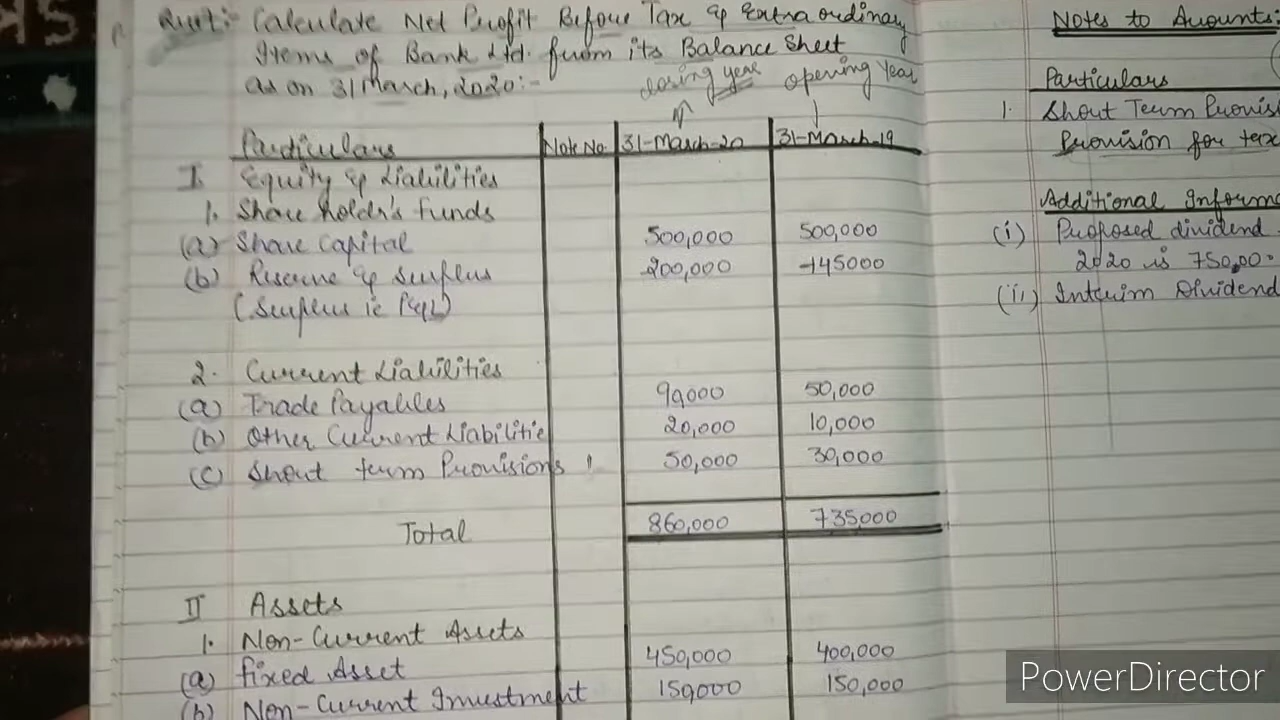 Quest:- Calculate Net Profit Before Tax & Extra ordinary
Items of Bank Ltd. from its Balance Sheet
as on 31 March, 2020:-
closing year opening Year
Particulars Note No 31-March-20 31-March-19
I. Equity & Liabilities
1. Share holdr's Funds
(a) Share Capital 500,000 500,000
(b) Reserve & Surplus 200,000 145000
(Surplus ie P&L)
2. Current Liabilities
(a) Trade Payables 90,000 50,000
(b) Other Current Liabilitie 20,000 10,000
(c) Short term Provisions 1 50,000 30,000
Total 860,000 735000
II Assets
1. Non-Current Assets
(a) fixed Asset 450,000 400,000
(b) Non-Current Investment 150,000 150,000
Notes to Accounts:
Particulars
1. Short Term Provis
Provision for tax
Additional Informa
(i) Proposed dividend
2020 is 750,00.
(ii) Interim Dividend
PowerDirector